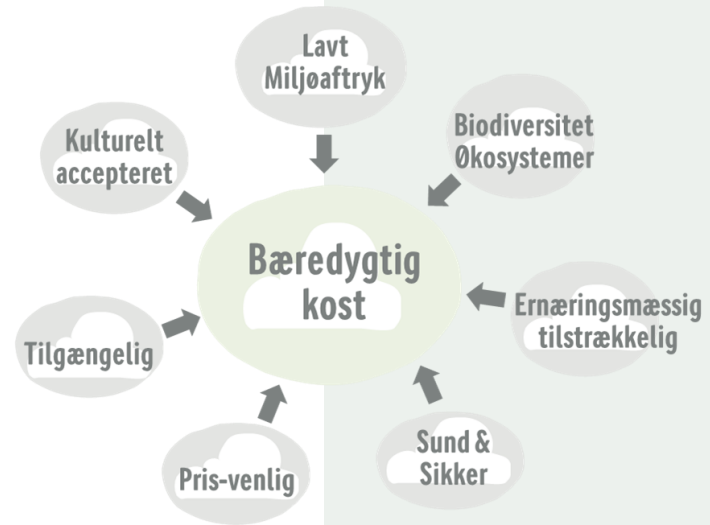 Lavt
Miljøaftryk
Biodiversitet
Økosystemer
Kulturelt
accepteret
Bæredygtig
kost
Ernæringsmæssig
tilstrækkelig
Tilgængelig
Sund &
Sikker
Pris-venlig